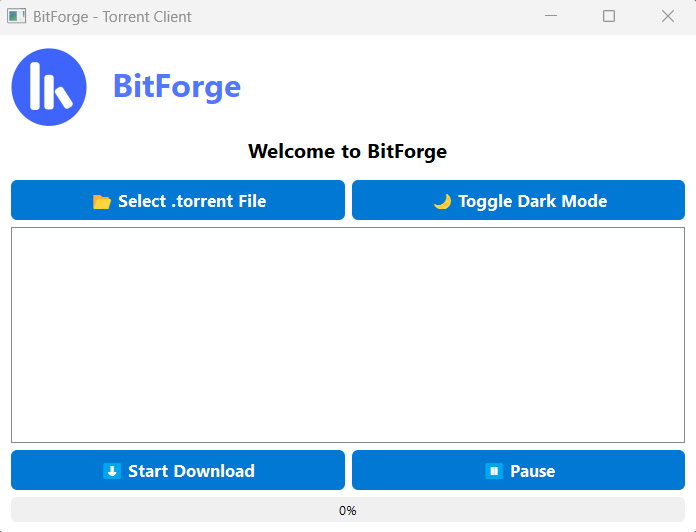 BitForge - Torrent Client
BitForge
Welcome to BitForge
Select .torrent File
Toggle Dark Mode
Start Download
Pause
0%